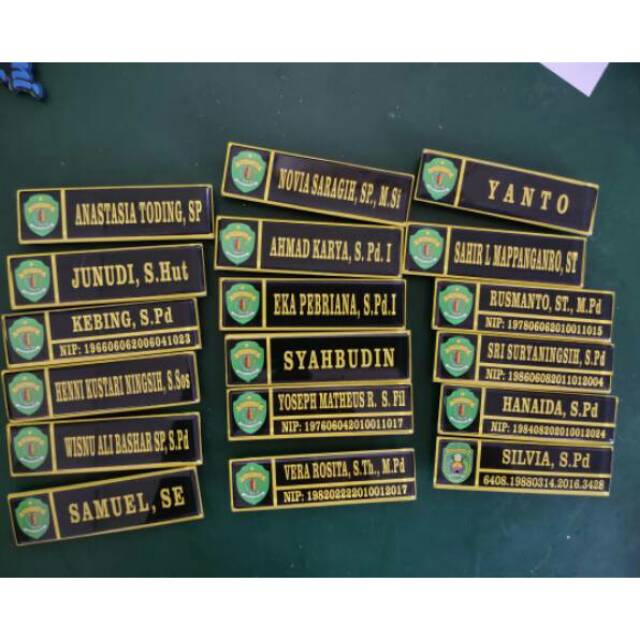 ANASTASIA TODING, SP
JUNUDI, S.Hut
KEBING, S.Pd
NIP: 196606062006041023
HENNI KUSTARI NINGSIH, S.Sos
WISNU ALI BASHAR SP, S.Pd
SAMUEL, SE
NOVIA SARAGIH, SP., M.Si
AHMAD KARYA, S. Pd. I
EKA PEBRIANA, S.Pd.I
SYAHBUDIN
YOSEPH MATHEUS R. S. Fil
NIP: 197606042010011017
VERA ROSITA, S.Th., M.Pd
NIP: 198202222010012017
YANTO
SAHIR L MAPPANGANRO, ST
RUSMANTO, ST., M.Pd
NIP: 197806062010011015
SRI SURYANINGSIH, S.Pd
NIP: 198606082011012004
HANAIDA, S.Pd
NIP: 198408202010012024
SILVIA, S.Pd
6408.19880314.2016.3428